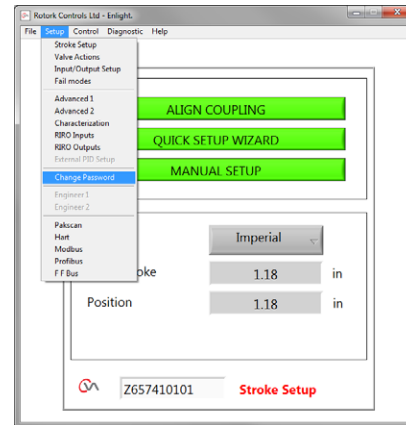 Rotork Controls Ltd - Enlight.
File Setup Control Diagnostic Help
Stroke Setup
Valve Actions
Input/Output Setup
Fail modes
Advanced 1
Advanced 2
Characterization
RIRO Inputs
RIRO Outputs
External PID Setup
Change Password
Engineer 1
Engineer 2
Pakscan
Hart
Modbus
Profibus
F F Bus
ALIGN COUPLING
QUICK SETUP WIZARD
MANUAL SETUP
Imperial
oke 1.18 in
Position 1.18 in
Z657410101 Stroke Setup